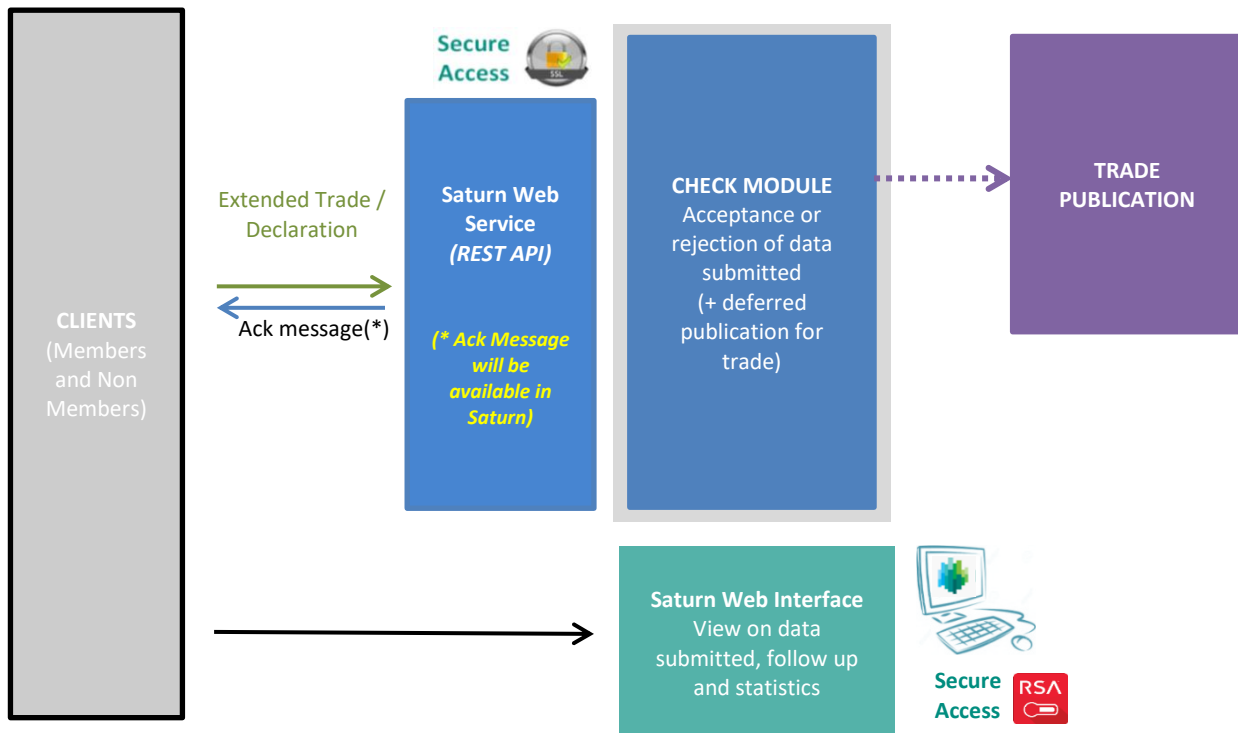 Secure
Access
SSL
CLIENTS
(Members
and Non
Members)
Extended Trade /
Declaration
Ack message(*)
Saturn Web
Service
(REST API)
(* Ack Message
will be
available in
Saturn)
CHECK MODULE
Acceptance or
rejection of data
submitted
(+ deferred
publication for
trade)
TRADE
PUBLICATION
Saturn Web Interface
View on data
submitted, follow up
and statistics
Secure
Access
RSA